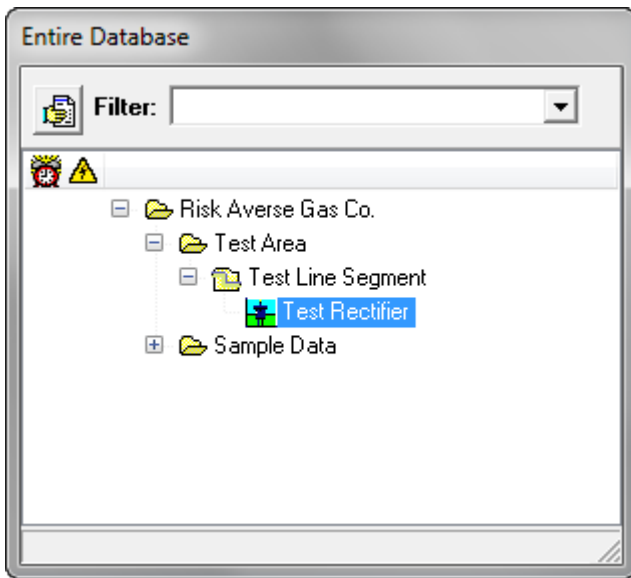 Entire Database
Filter:
Risk Averse Gas Co.
Test Area
Test Line Segment
Test Rectifier
Sample Data